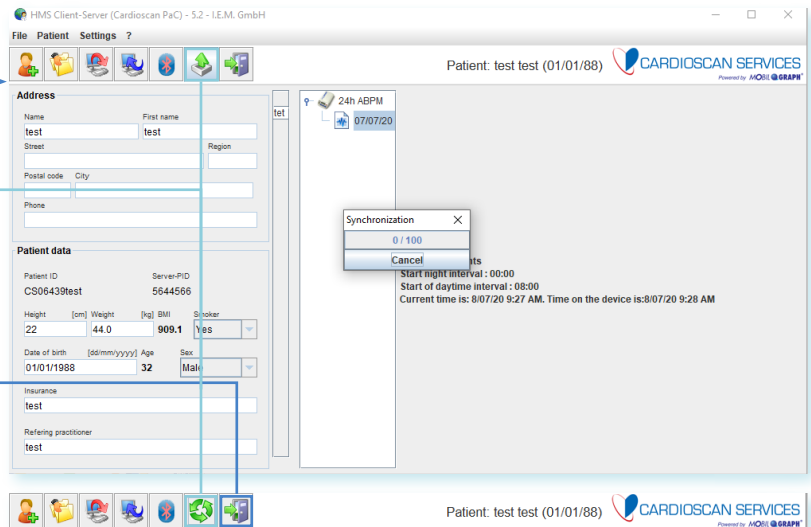 HMS Client-Server (Cardioscan PaC) - 5.2 - I.E.M. GmbH
File Patient Settings ?
Patient: test test (01/01/88)
CARDIOSCAN SERVICES
Powered by MOBIL O GRAPH®
Address
Name First name
test test
Street Region
Postal code City
Phone
Patient data
Patient ID Server-PID
CS06439test 5644566
Height [cm] Weight [kg] BMI Smoker
22 44.0 909.1 Yes
Date of birth [dd/mm/yyyy] Age Sex
01/01/1988 32 Male
Insurance
test
Refering practitioner
test
tet
24h ABPM
07/07/20
Synchronization
0 / 100
Cancel
nts
Start night interval : 00:00
Start of daytime interval : 08:00
Current time is: 8/07/20 9:27 AM. Time on the device is:8/07/20 9:28 AM
Patient: test test (01/01/88)
CARDIOSCAN SERVICES
Powered by MOBIL O GRAPH®